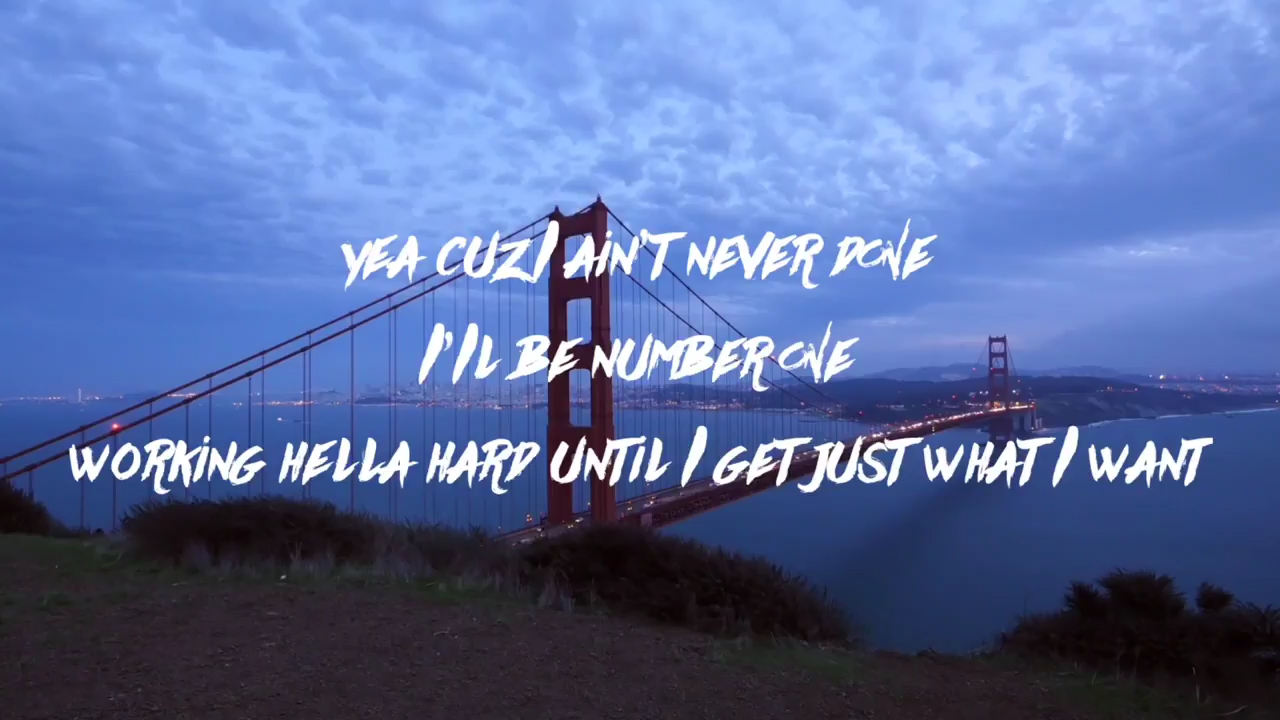 yea cuz I ain't never done
I'll be number one
working hella hard until I get just what I want